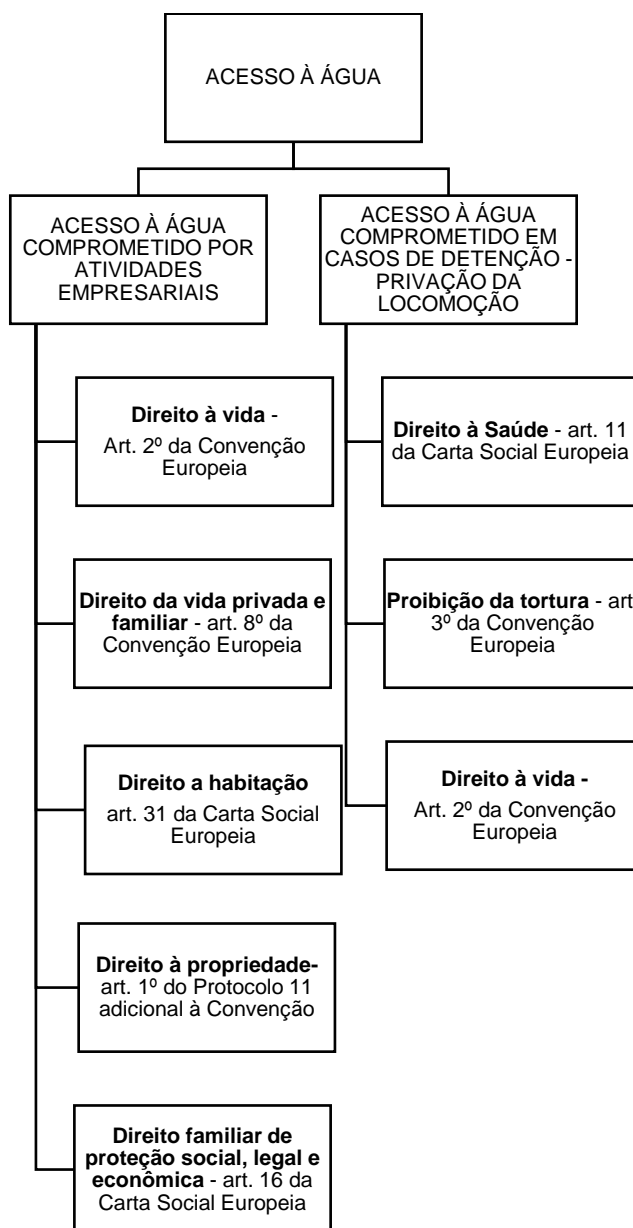 ACESSO À ÁGUA
ACESSO À ÁGUA
COMPROMETIDO POR
ATIVIDADES
EMPRESARIAIS
Direito à vida -
Art. 2º da Convenção
Europeia
Direito da vida privada e
familiar - art. 8º da
Convenção Europeia
Direito a habitação
art. 31 da Carta Social
Europeia
Direito à propriedade-
art. 1º do Protocolo 11
adicional à Convenção
Direito familiar de
proteção social, legal e
econômica - art. 16 da
Carta Social Europeia
ACESSO À ÁGUA
COMPROMETIDO EM
CASOS DE DETENÇÃO -
PRIVAÇÃO DA
LOCOMOÇÃO
Direito à Saúde - art. 11
da Carta Social Europeia
Proibição da tortura - art
3º da Convenção
Europeia
Direito à vida -
Art. 2º da Convenção
Europeia